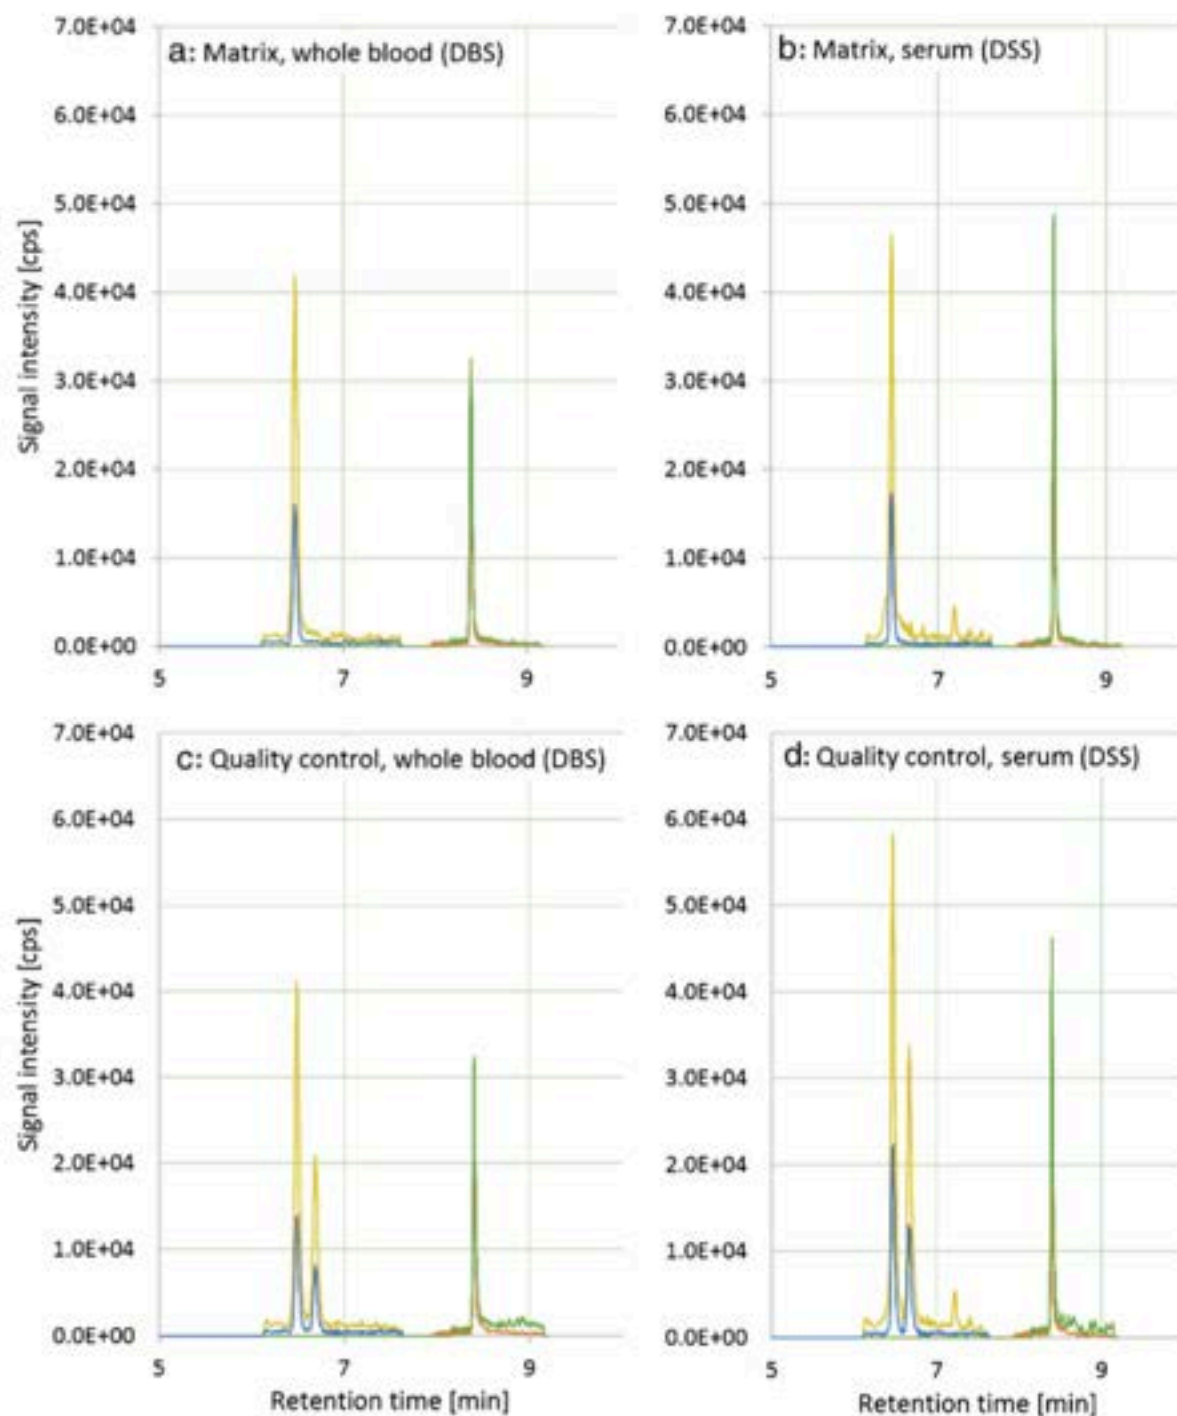 a: Matrix, whole blood (DBS)
7.0E+04
6.0E+04
5.0E+04
4.0E+04
3.0E+04
2.0E+04
1.0E+04
0.0E+00
Signal intensity [cps]
5 7 9
b: Matrix, serum (DSS)
7.0E+04
6.0E+04
5.0E+04
4.0E+04
3.0E+04
2.0E+04
1.0E+04
0.0E+00
5 7 9
c: Quality control, whole blood (DBS)
7.0E+04
6.0E+04
5.0E+04
4.0E+04
3.0E+04
2.0E+04
1.0E+04
0.0E+00
Signal intensity [cps]
5 7 9
Retention time [min]
d: Quality control, serum (DSS)
7.0E+04
6.0E+04
5.0E+04
4.0E+04
3.0E+04
2.0E+04
1.0E+04
0.0E+00
5 7 9
Retention time [min]